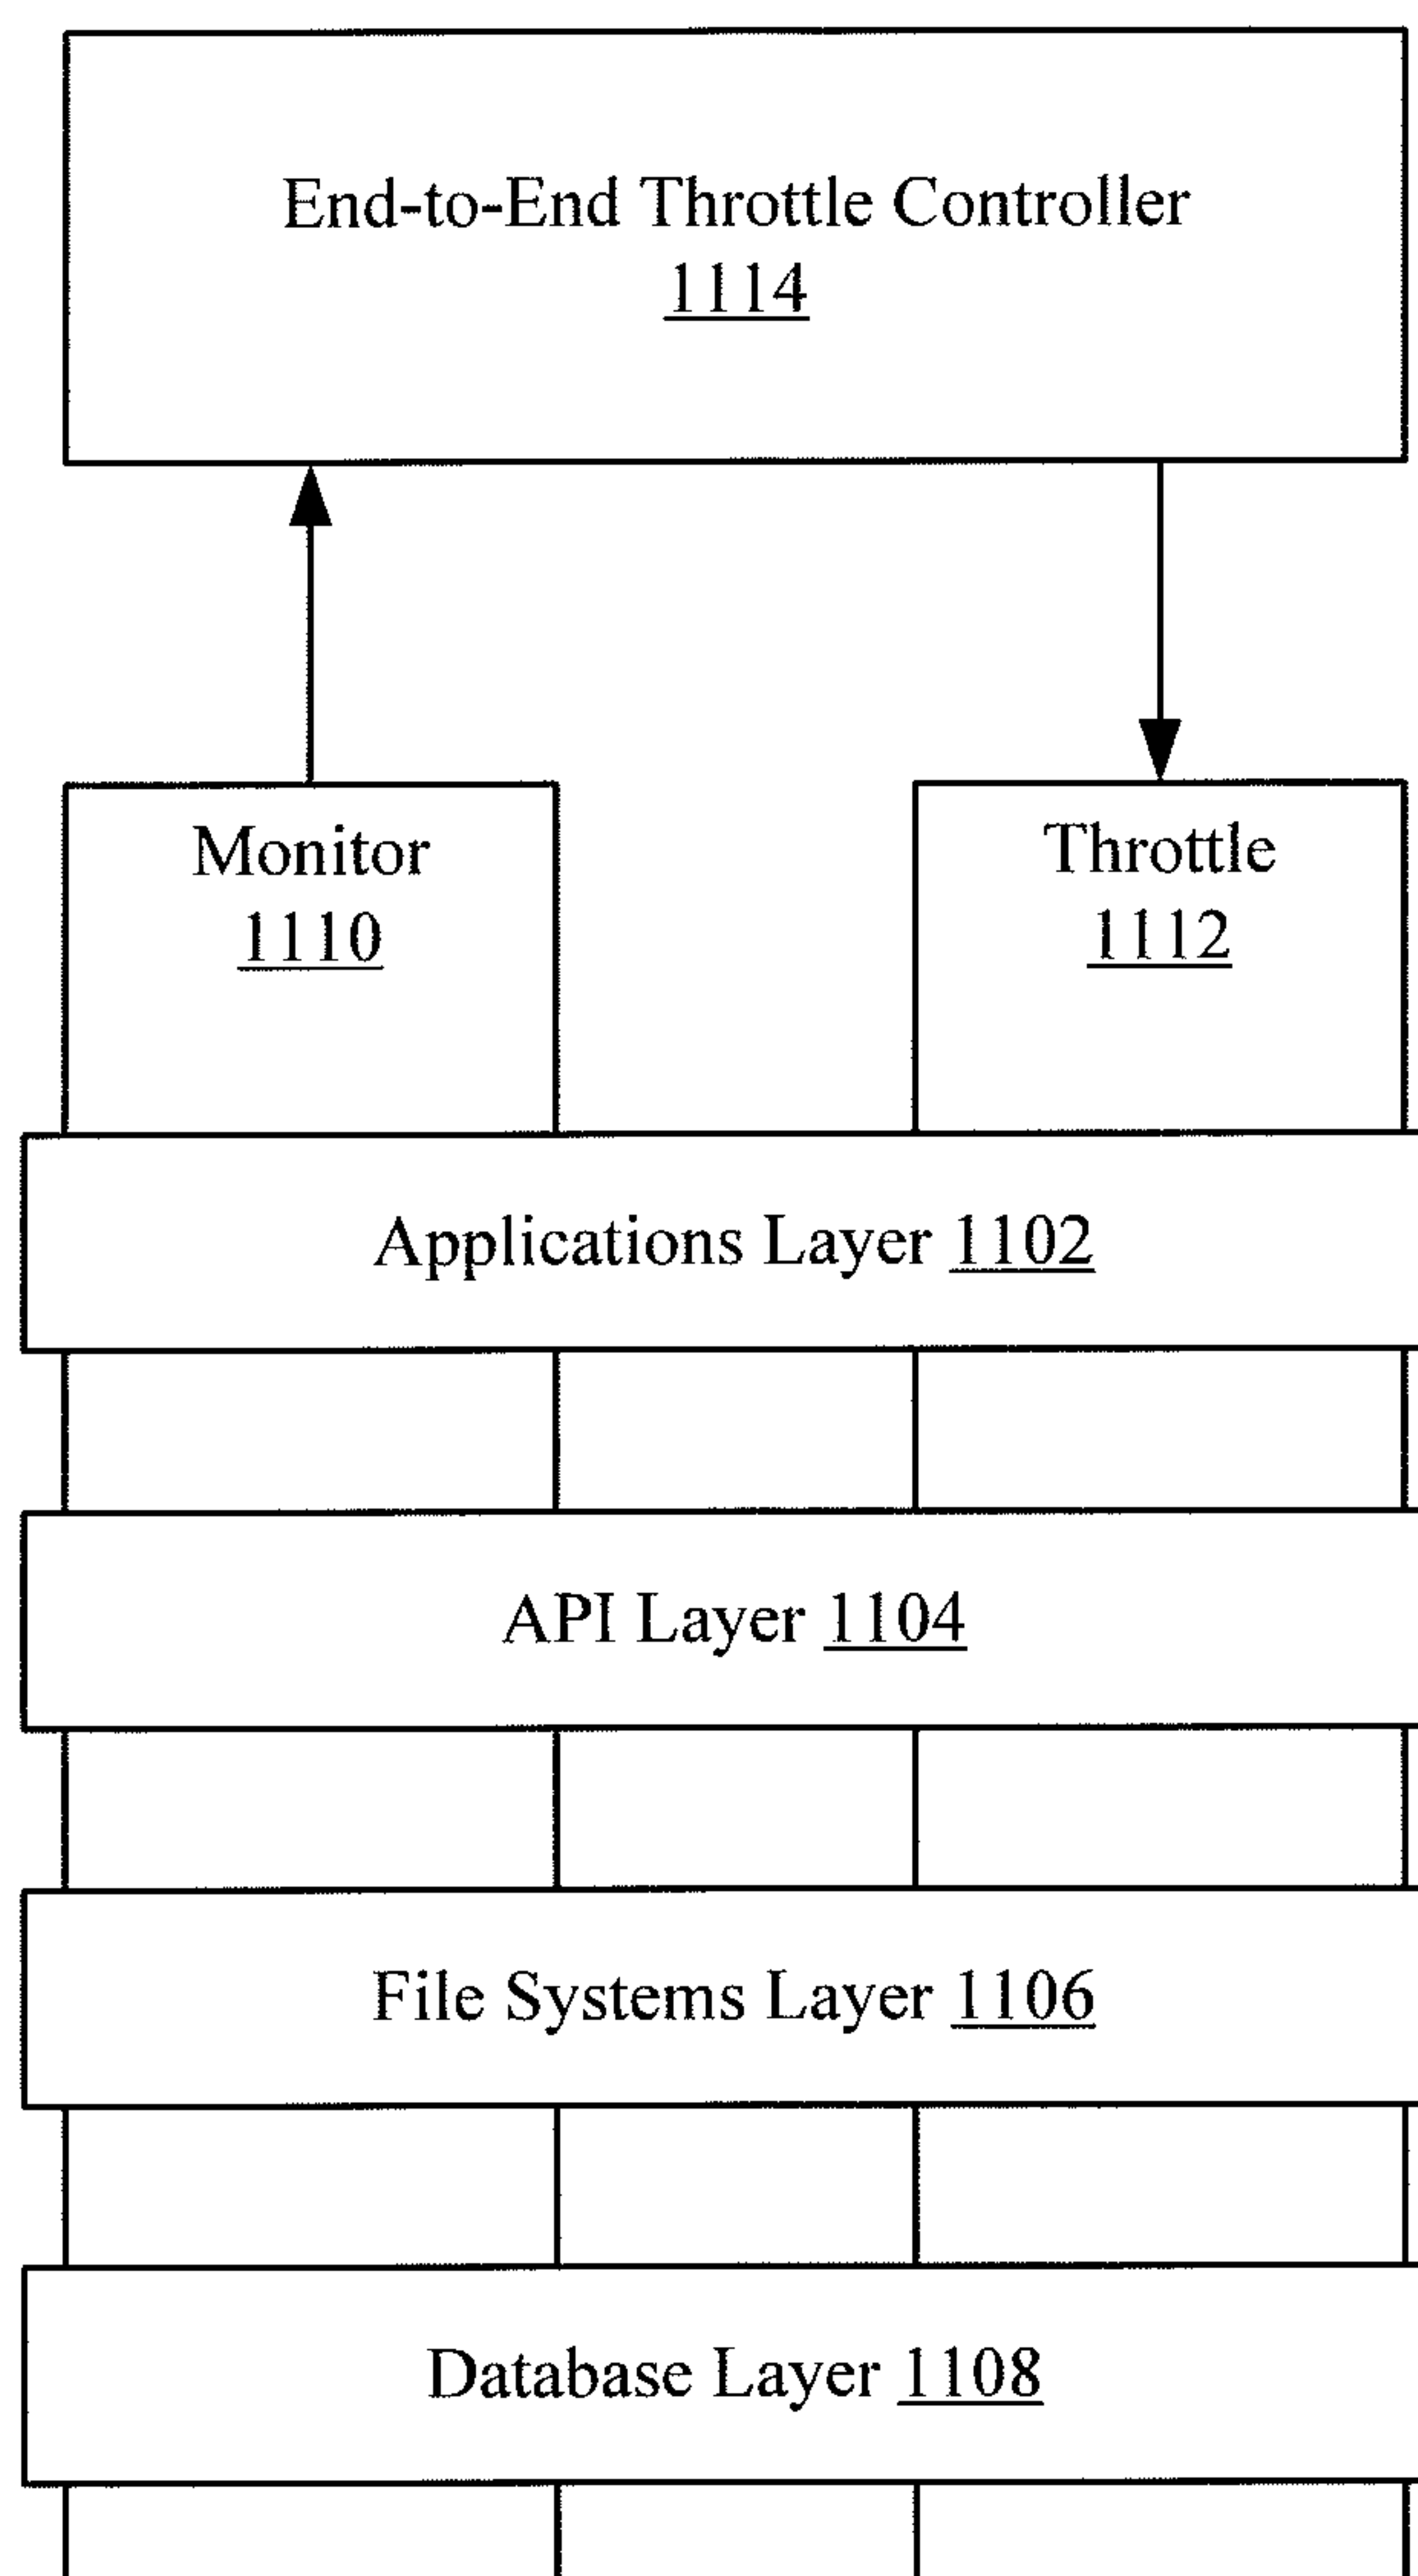 End-to-End Throttle Controller
1114
Monitor
1110
Throttle
1112
Applications Layer 1102
API Layer 1104
File Systems Layer 1106
Database Layer 1108